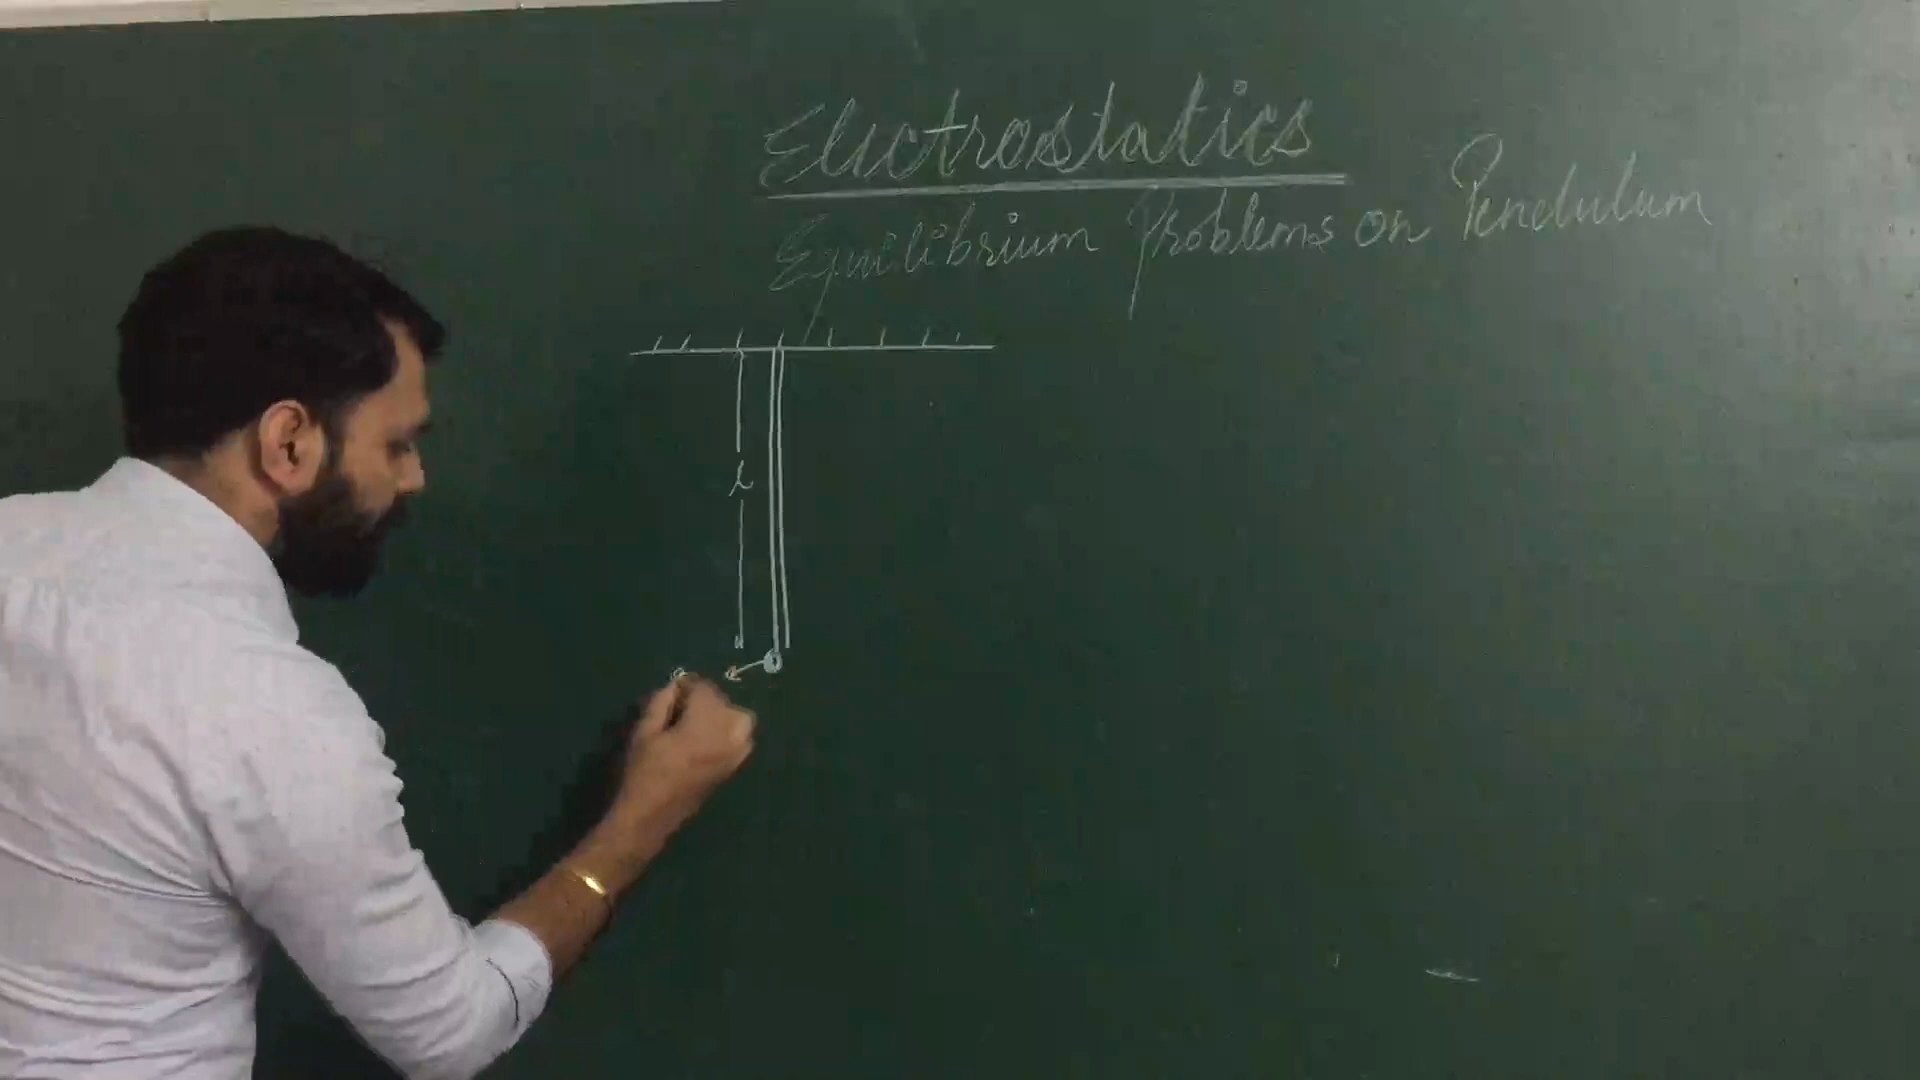 Electrostatics
Equilibrium Problems on Pendulum
l